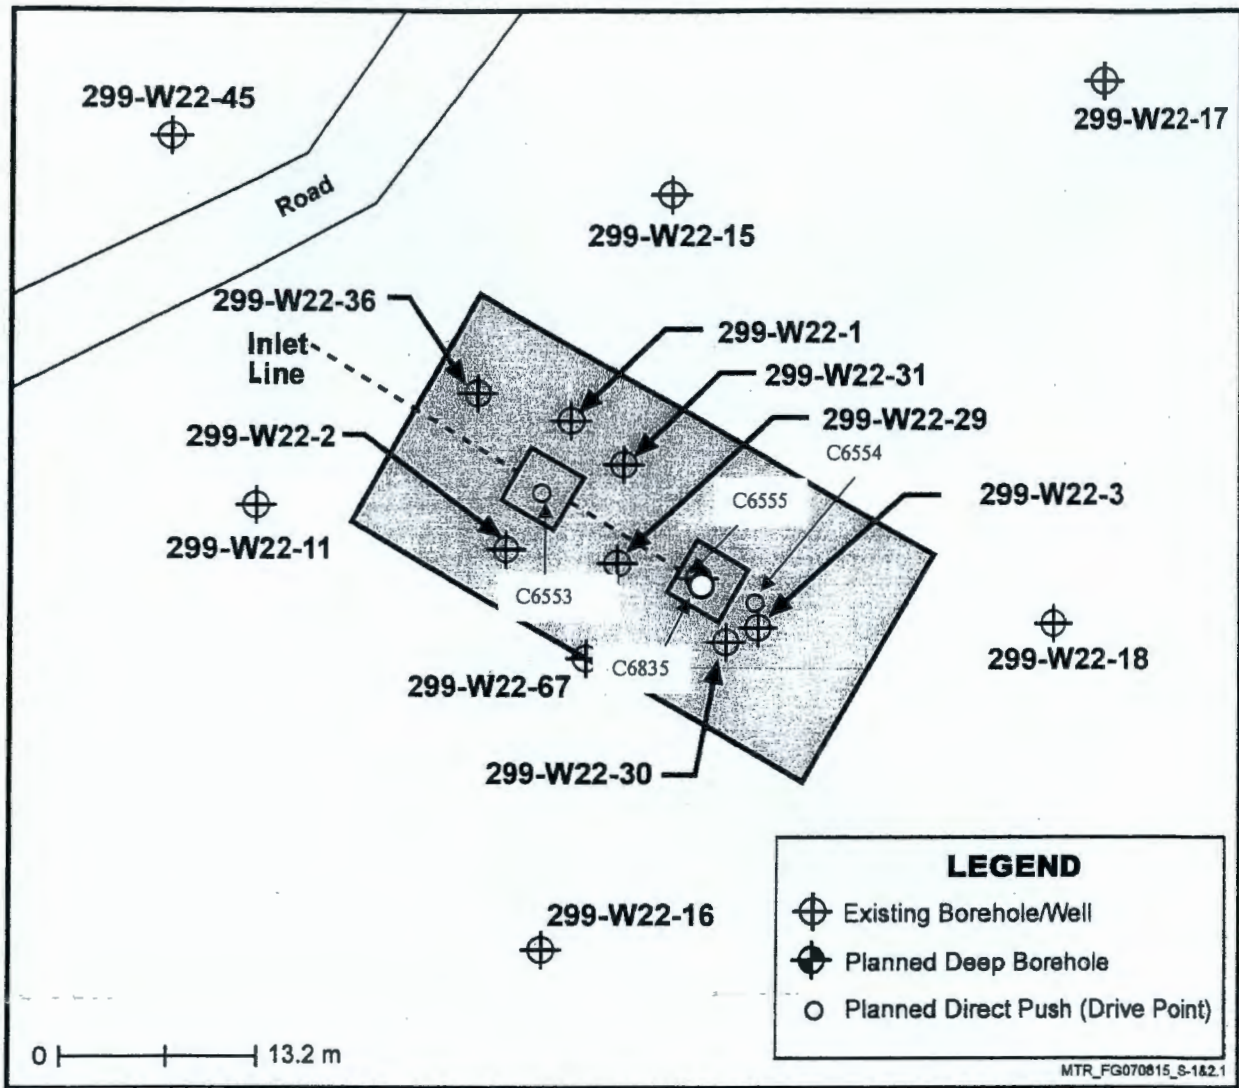 299-W22-45
299-W22-17
Road
299-W22-15
299-W22-36
299-W22-1
Inlet
Line
299-W22-31
299-W22-2
299-W22-29
C6554
C6555
299-W22-3
299-W22-11
C6553
299-W22-18
C6835
299-W22-67
299-W22-30
LEGEND
Existing Borehole/Well
Planned Deep Borehole
Planned Direct Push (Drive Point)
299-W22-16
0 13.2 m
MTR_FG070815_S-1&2.1